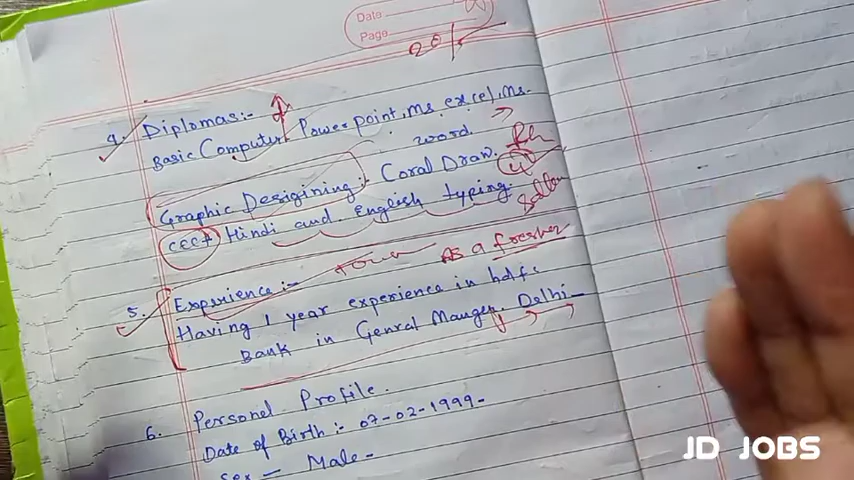 Date
Page
20/
4. Diplomas:-
Basic Computer Powerpoint, Ms excel, Ms-
word.
Graphic Desigining:- Coral Draw.
CCC+ Hindi and English typing.
As a fresher
5. Experience:-
Having 1 year experience in hdfc
Bank in Genral Manger. Delhi-
6. Personel Profile.
Date of Birth:- 07-02-1999-
Sex - Male-
JD JOBS